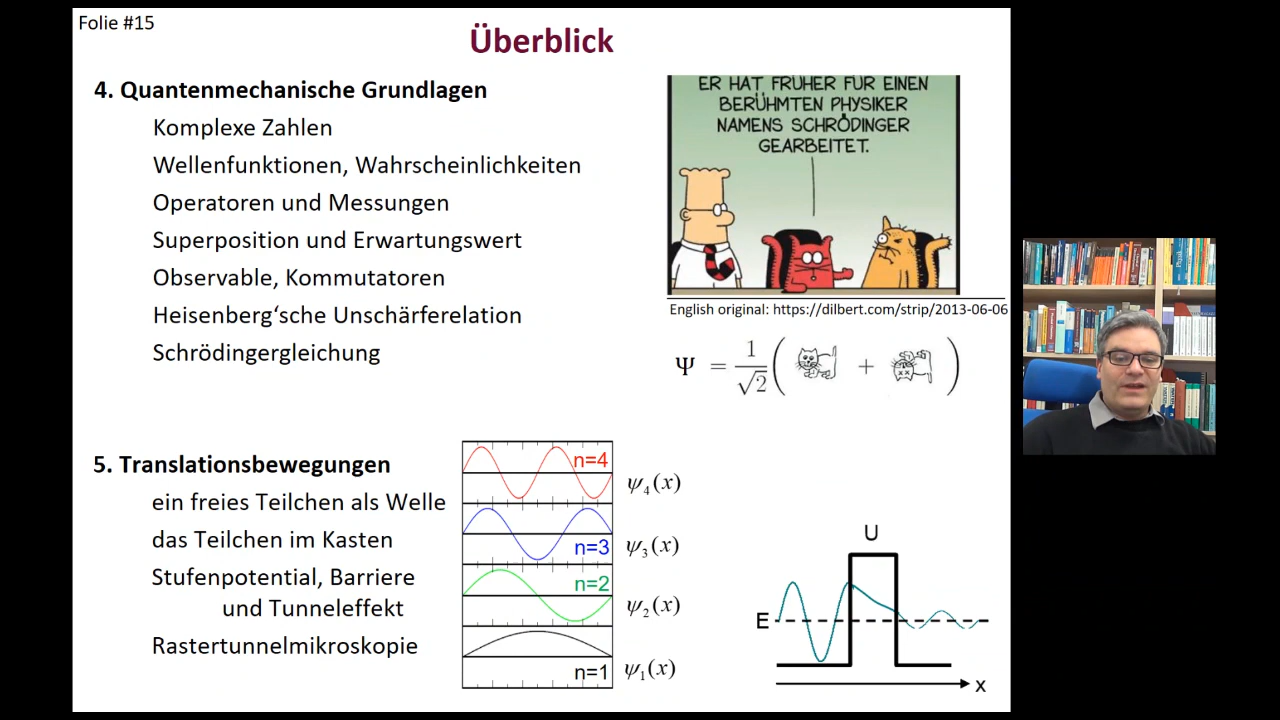 Folie #15
Überblick
4. Quantenmechanische Grundlagen
Komplexe Zahlen
Wellenfunktionen, Wahrscheinlichkeiten
Operatoren und Messungen
Superposition und Erwartungswert
Observable, Kommutatoren
Heisenberg‘sche Unschärferelation
Schrödingergleichung
ER HAT FRÜHER FÜR EINEN
BERÜHMTEN PHYSIKER
NAMENS SCHRÖDINGER
GEARBEITET.
English original: https://dilbert.com/strip/2013-06-06
Ψ = 1/√2 ( + )
5. Translationsbewegungen
ein freies Teilchen als Welle
das Teilchen im Kasten
Stufenpotential, Barriere
und Tunneleffekt
Rastertunnelmikroskopie
n=4 ψ₄(x)
n=3 ψ₃(x)
n=2 ψ₂(x)
n=1 ψ₁(x)
U
E
x